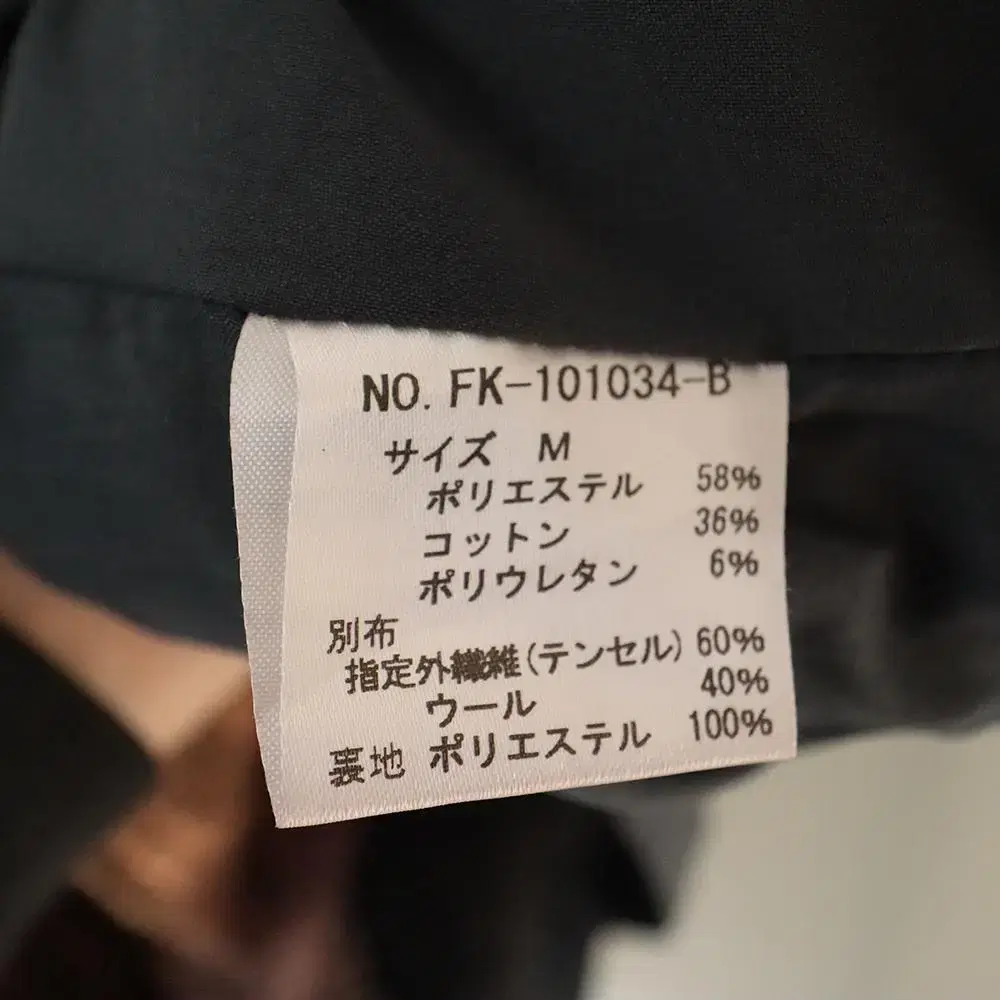 NO. FK-101034-B
サイズ M
ポリエステル 58%
コットン 36%
ポリウレタン 6%
別布
指定外繊維(テンセル) 60%
ウール 40%
裏地 ポリエステル 100%